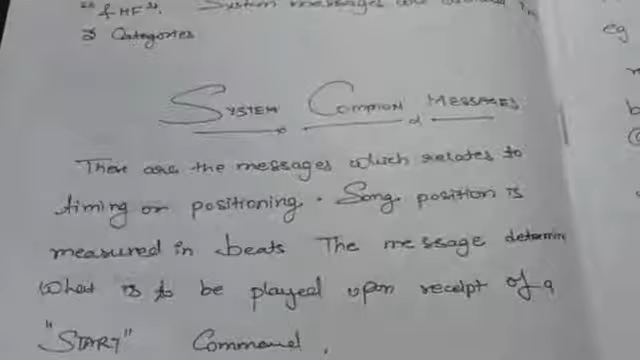 & "HF". System messages are divided in
3 Categories
SYSTEM COMMON MESSAGES
These are the messages which relates to
timing or positioning. Song position is
measured in beats The message determin
what is to be played upon receipt of a
"START" Command.
eg